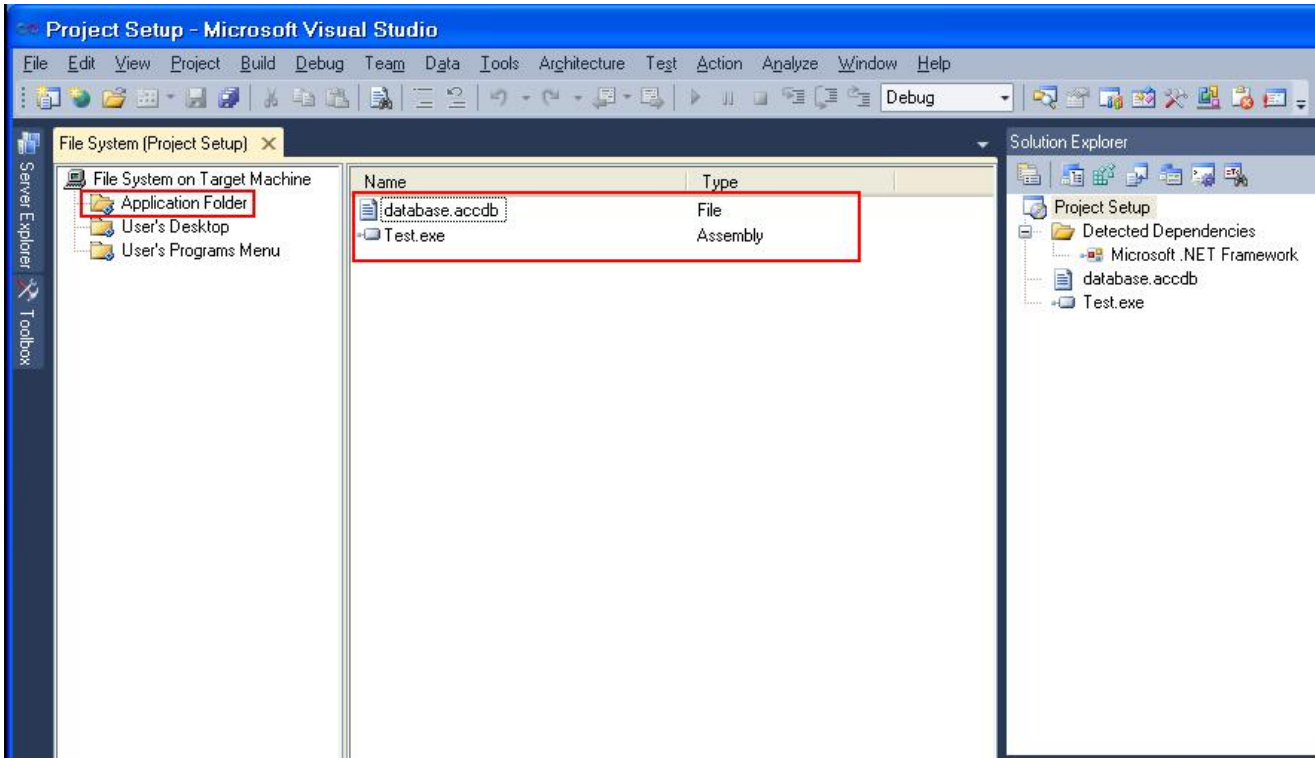 Project Setup - Microsoft Visual Studio
File Edit View Project Build Debug Team Data Tools Architecture Test Action Analyze Window Help
Debug
Server Explorer
Toolbox
File System (Project Setup)
File System on Target Machine
Application Folder
User's Desktop
User's Programs Menu
Name Type
database.accdb File
Test.exe Assembly
Solution Explorer
Project Setup
Detected Dependencies
Microsoft .NET Framework
database.accdb
Test.exe